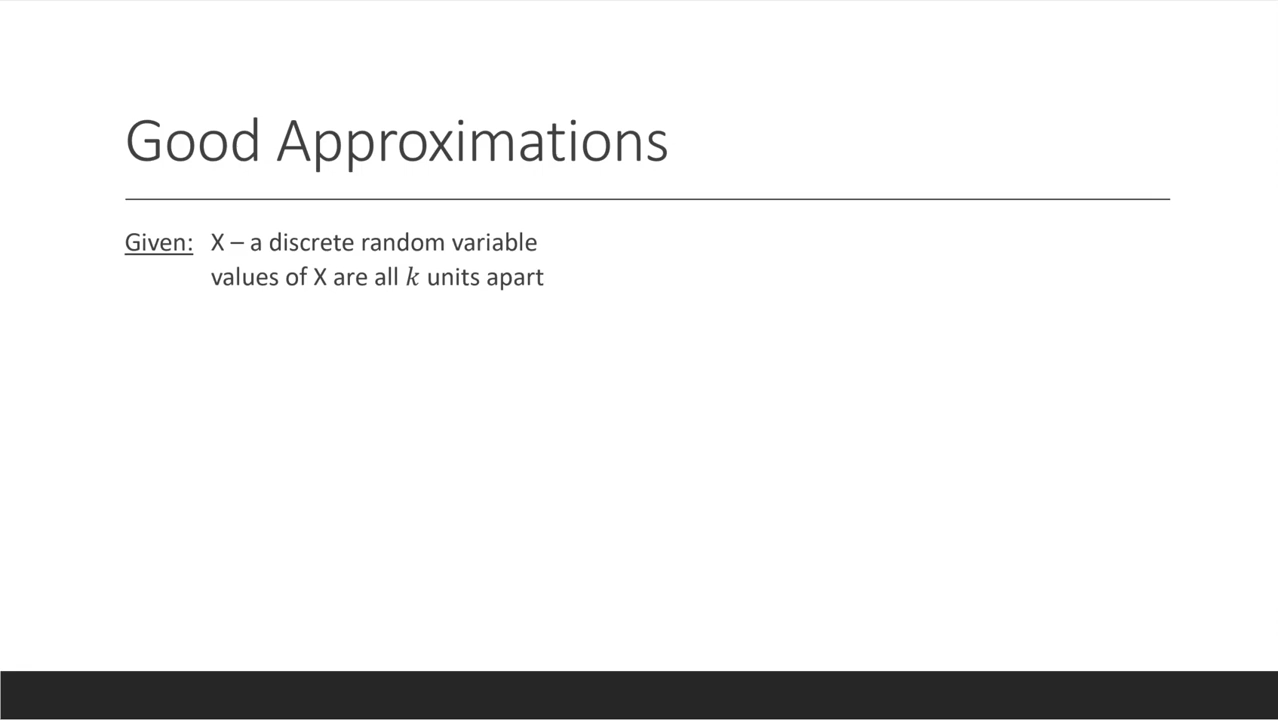 Good Approximations
Given: X – a discrete random variable
values of X are all k units apart